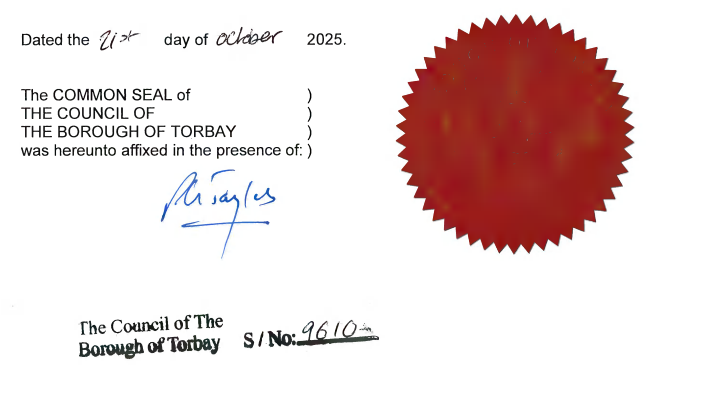 Dated the 21st day of October 2025.
The COMMON SEAL of )
THE COUNCIL OF )
THE BOROUGH OF TORBAY )
was hereunto affixed in the presence of: )
The Council of The
Borough of Torbay S / No: 9610